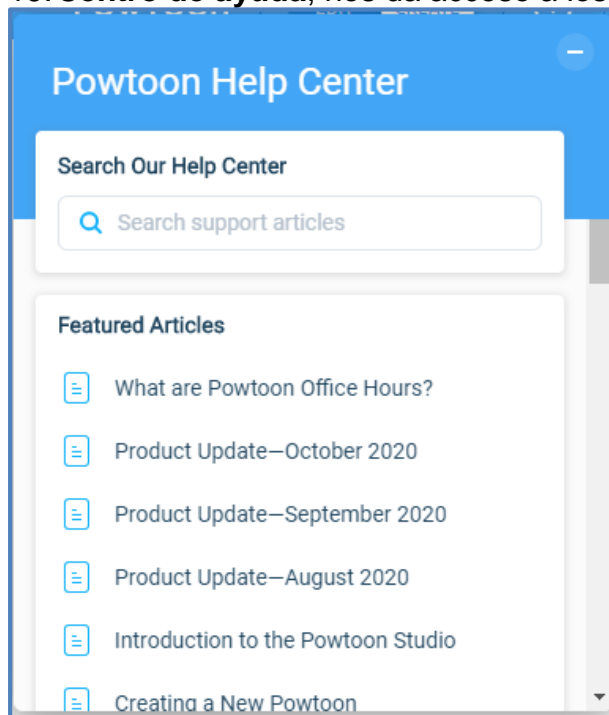 Powtoon Help Center
Search Our Help Center
Search support articles
Featured Articles
What are Powtoon Office Hours?
Product Update—October 2020
Product Update—September 2020
Product Update—August 2020
Introduction to the Powtoon Studio
Creating a New Powtoon